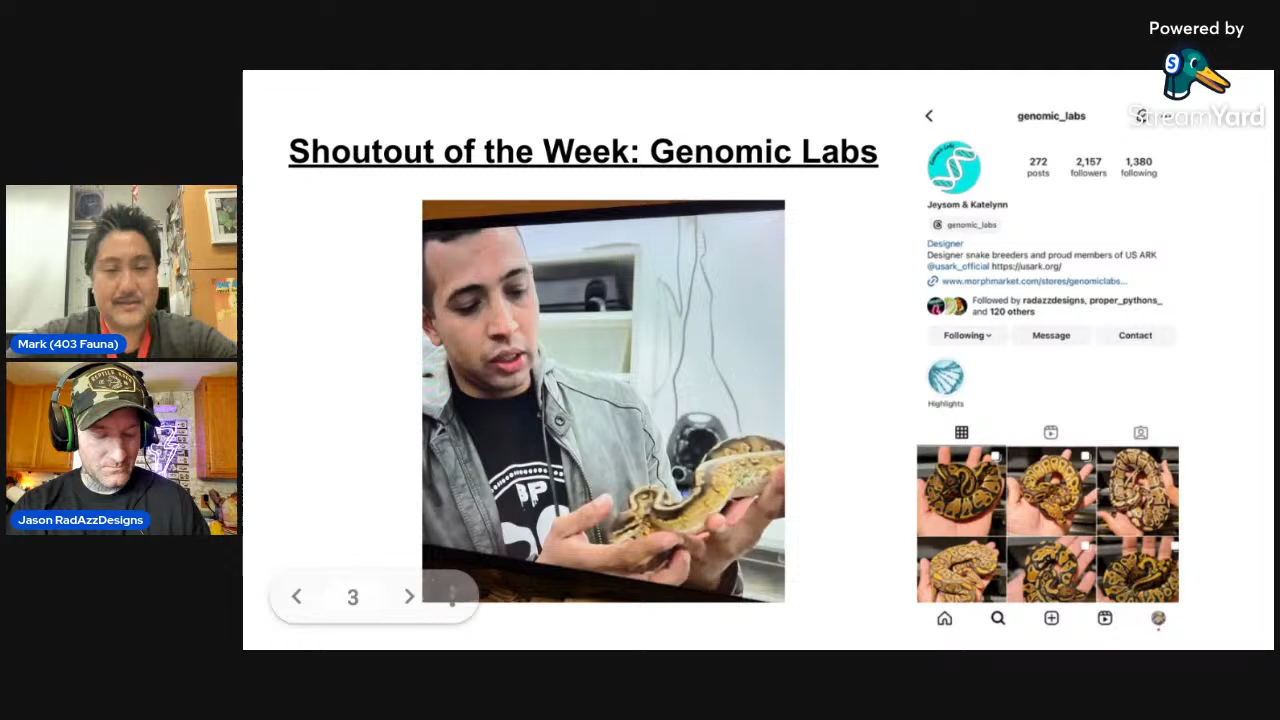 Powered by
StreamYard
Shoutout of the Week: Genomic Labs
genomic_labs
272
2,157
1,380
posts
followers
following
Jeysom & Katelynn
genomic_labs
Designer
Designer snake breeders and proud members of US ARK
@usark_official https://usark.org/
www.morphmarket.com/stores/genomiclabs...
Followed by radazzdesigns, proper_pythons_
and 120 others
Following
Message
Contact
Highlights
Mark (403 Fauna)
Jason RadAzzDesigns
B.P.
3